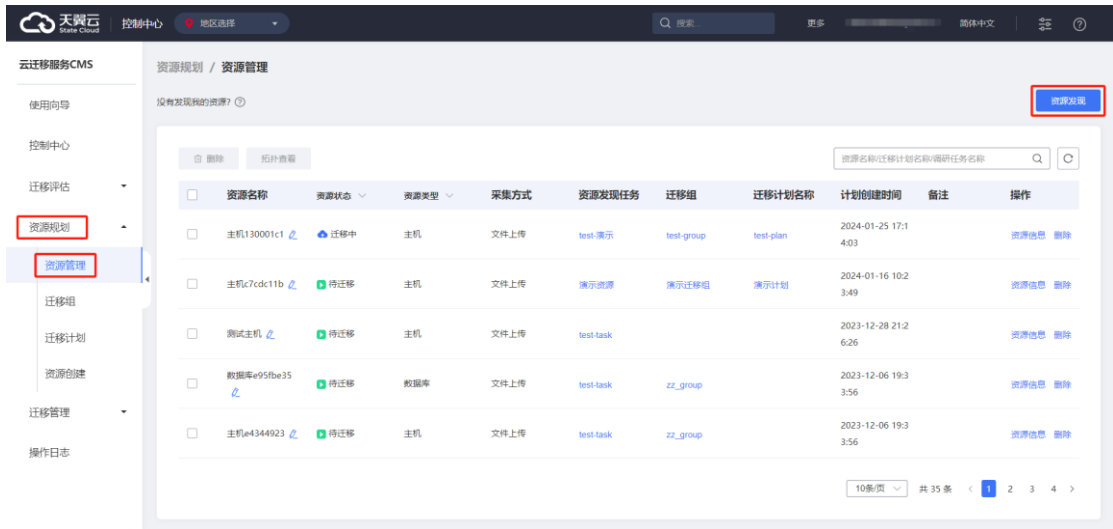 天翼云
State Cloud
控制中心
地区选择
搜索...
更多
简体中文
云迁移服务CMS
使用向导
控制中心
迁移评估
资源规划
资源管理
迁移组
迁移计划
资源创建
迁移管理
操作日志
资源规划 / 资源管理
没有发现我的资源?
资源发现
删除 拓扑查看
资源名称/迁移计划名称/调研任务名称
资源名称 资源状态 资源类型 采集方式 资源发现任务 迁移组 迁移计划名称 计划创建时间 备注 操作
主机130001c1 迁移中 主机 文件上传 test-演示 test-group test-plan 2024-01-25 17:1
4:03 资源信息 删除
主机c7cdc11b 待迁移 主机 文件上传 演示资源 演示迁移组 演示计划 2024-01-16 10:2
3:49 资源信息 删除
测试主机 待迁移 主机 文件上传 test-task 2023-12-28 21:2
6:26 资源信息 删除
数据库e95fbe35 待迁移 数据库 文件上传 test-task zz_group 2023-12-06 19:3
3:56 资源信息 删除
主机e4344923 待迁移 主机 文件上传 test-task zz_group 2023-12-06 19:3
3:56 资源信息 删除
10条/页 共 35 条 < 1 2 3 4 >